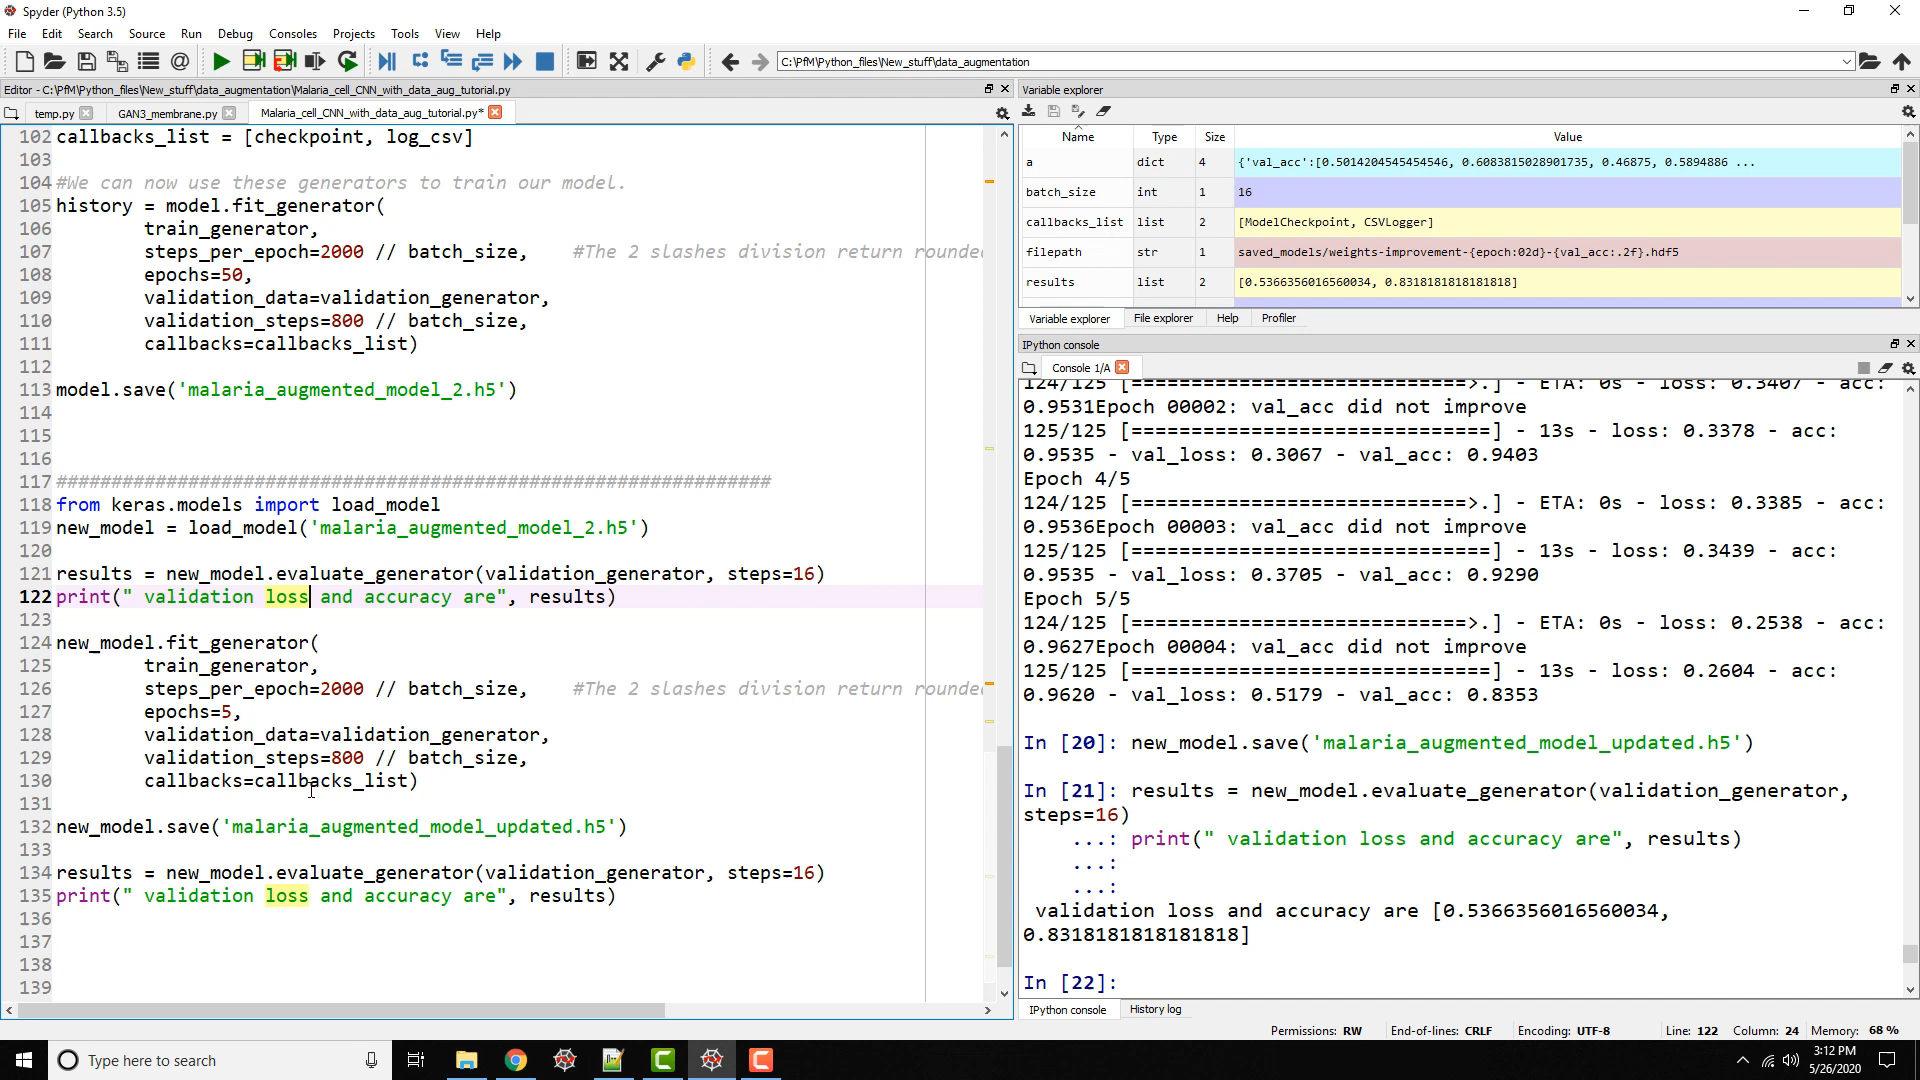 Spyder (Python 3.5)
File Edit Search Source Run Debug Consoles Projects Tools View Help
C:\PfM\Python_files\New_stuff\data_augmentation
Editor - C:\PfM\Python_files\New_stuff\data_augmentation\Malaria_cell_CNN_with_data_aug_tutorial.py
temp.py GAN3_membrane.py Malaria_cell_CNN_with_data_aug_tutorial.py*
102 callbacks_list = [checkpoint, log_csv]
103
104 #We can now use these generators to train our model.
105 history = model.fit_generator(
106 train_generator,
107 steps_per_epoch=2000 // batch_size, #The 2 slashes division return rounde
108 epochs=50,
109 validation_data=validation_generator,
110 validation_steps=800 // batch_size,
111 callbacks=callbacks_list)
112
113 model.save('malaria_augmented_model_2.h5')
114
115
116
117 #################################################################
118 from keras.models import load_model
119 new_model = load_model('malaria_augmented_model_2.h5')
120
121 results = new_model.evaluate_generator(validation_generator, steps=16)
122 print(" validation loss and accuracy are", results)
123
124 new_model.fit_generator(
125 train_generator,
126 steps_per_epoch=2000 // batch_size, #The 2 slashes division return rounde
127 epochs=5,
128 validation_data=validation_generator,
129 validation_steps=800 // batch_size,
130 callbacks=callbacks_list)
131
132 new_model.save('malaria_augmented_model_updated.h5')
133
134 results = new_model.evaluate_generator(validation_generator, steps=16)
135 print(" validation loss and accuracy are", results)
136
137
138
139
Variable explorer
Name Type Size Value
a dict 4 {'val_acc':[0.5014204545454546, 0.6083815028901735, 0.46875, 0.5894886 ...
batch_size int 1 16
callbacks_list list 2 [ModelCheckpoint, CSVLogger]
filepath str 1 saved_models/weights-improvement-{epoch:02d}-{val_acc:.2f}.hdf5
results list 2 [0.5366356016560034, 0.8318181818181818]
Variable explorer File explorer Help Profiler
IPython console
Console 1/A
124/125 [==============================>.] - ETA: 0s - loss: 0.3407 - acc:
0.9531Epoch 00002: val_acc did not improve
125/125 [==============================] - 13s - loss: 0.3378 - acc:
0.9535 - val_loss: 0.3067 - val_acc: 0.9403
Epoch 4/5
124/125 [============================>.] - ETA: 0s - loss: 0.3385 - acc:
0.9536Epoch 00003: val_acc did not improve
125/125 [==============================] - 13s - loss: 0.3439 - acc:
0.9535 - val_loss: 0.3705 - val_acc: 0.9290
Epoch 5/5
124/125 [============================>.] - ETA: 0s - loss: 0.2538 - acc:
0.9627Epoch 00004: val_acc did not improve
125/125 [==============================] - 13s - loss: 0.2604 - acc:
0.9620 - val_loss: 0.5179 - val_acc: 0.8353
In [20]: new_model.save('malaria_augmented_model_updated.h5')
In [21]: results = new_model.evaluate_generator(validation_generator,
steps=16)
...: print(" validation loss and accuracy are", results)
...:
...:
validation loss and accuracy are [0.5366356016560034,
0.8318181818181818]
In [22]:
IPython console History log
Permissions: RW End-of-lines: CRLF Encoding: UTF-8 Line: 122 Column: 24 Memory: 68 %
Type here to search
3:12 PM
5/26/2020